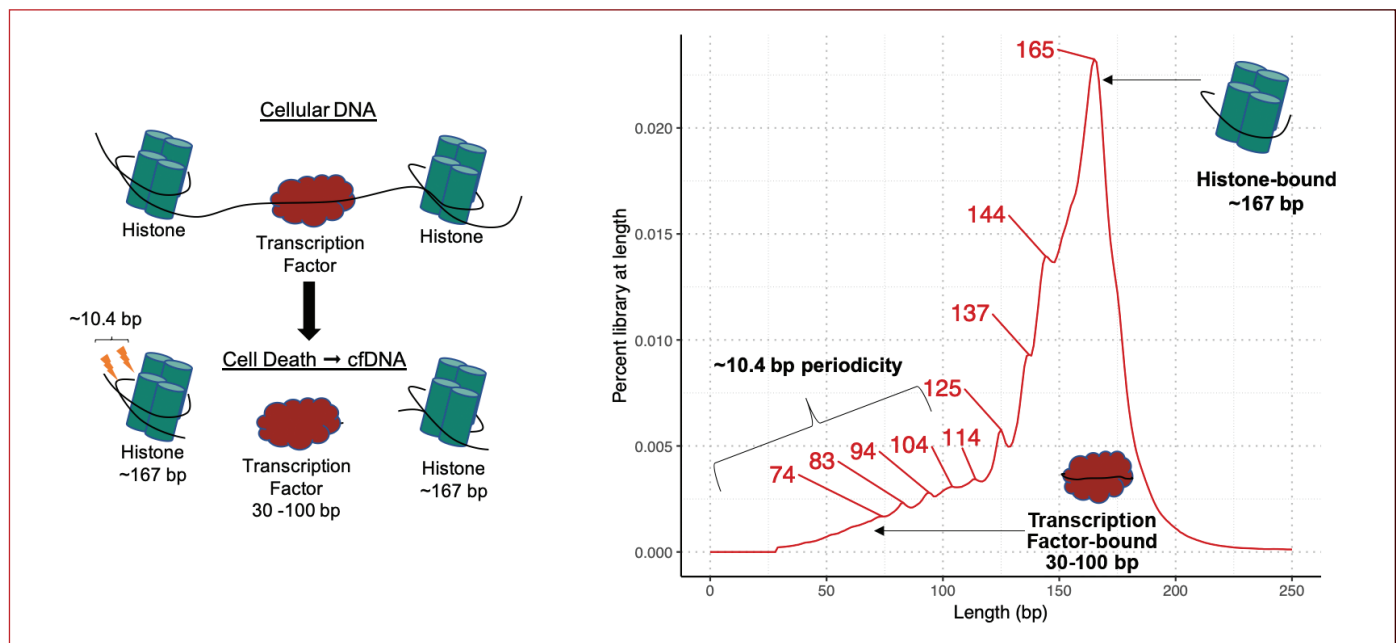 Cellular DNA
Histone
Transcription
Factor
Histone
~10.4 bp
Cell Death → cfDNA
Histone
~167 bp
Transcription
Factor
30 -100 bp
Histone
~167 bp
Percent library at length
0.020
0.015
0.010
0.005
0.000
165
144
137
125
114
104
94
83
74
~10.4 bp periodicity
Histone-bound
~167 bp
Transcription
Factor-bound
30-100 bp
0
50
100
150
200
250
Length (bp)